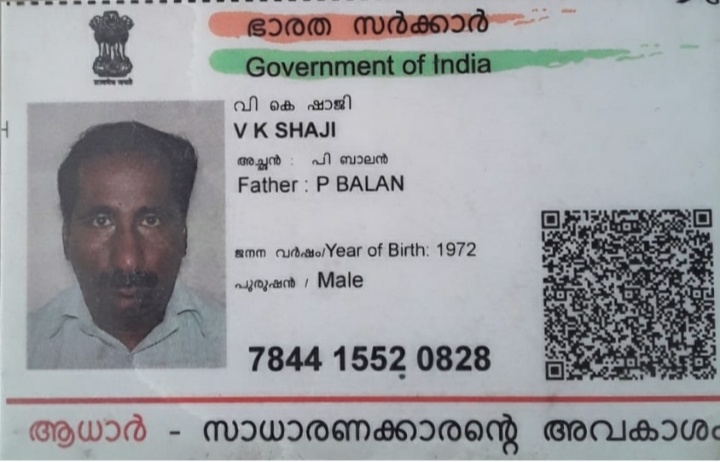 ഭാരത സർക്കാർ
Government of India
വി കെ ഷാജി
V K SHAJI
അച്ഛൻ : പി ബാലൻ
Father : P BALAN
ജനന വർഷം/Year of Birth: 1972
പുരുഷൻ / Male
7844 1552 0828
ആധാർ - സാധാരണക്കാരന്റെ അവകാശം